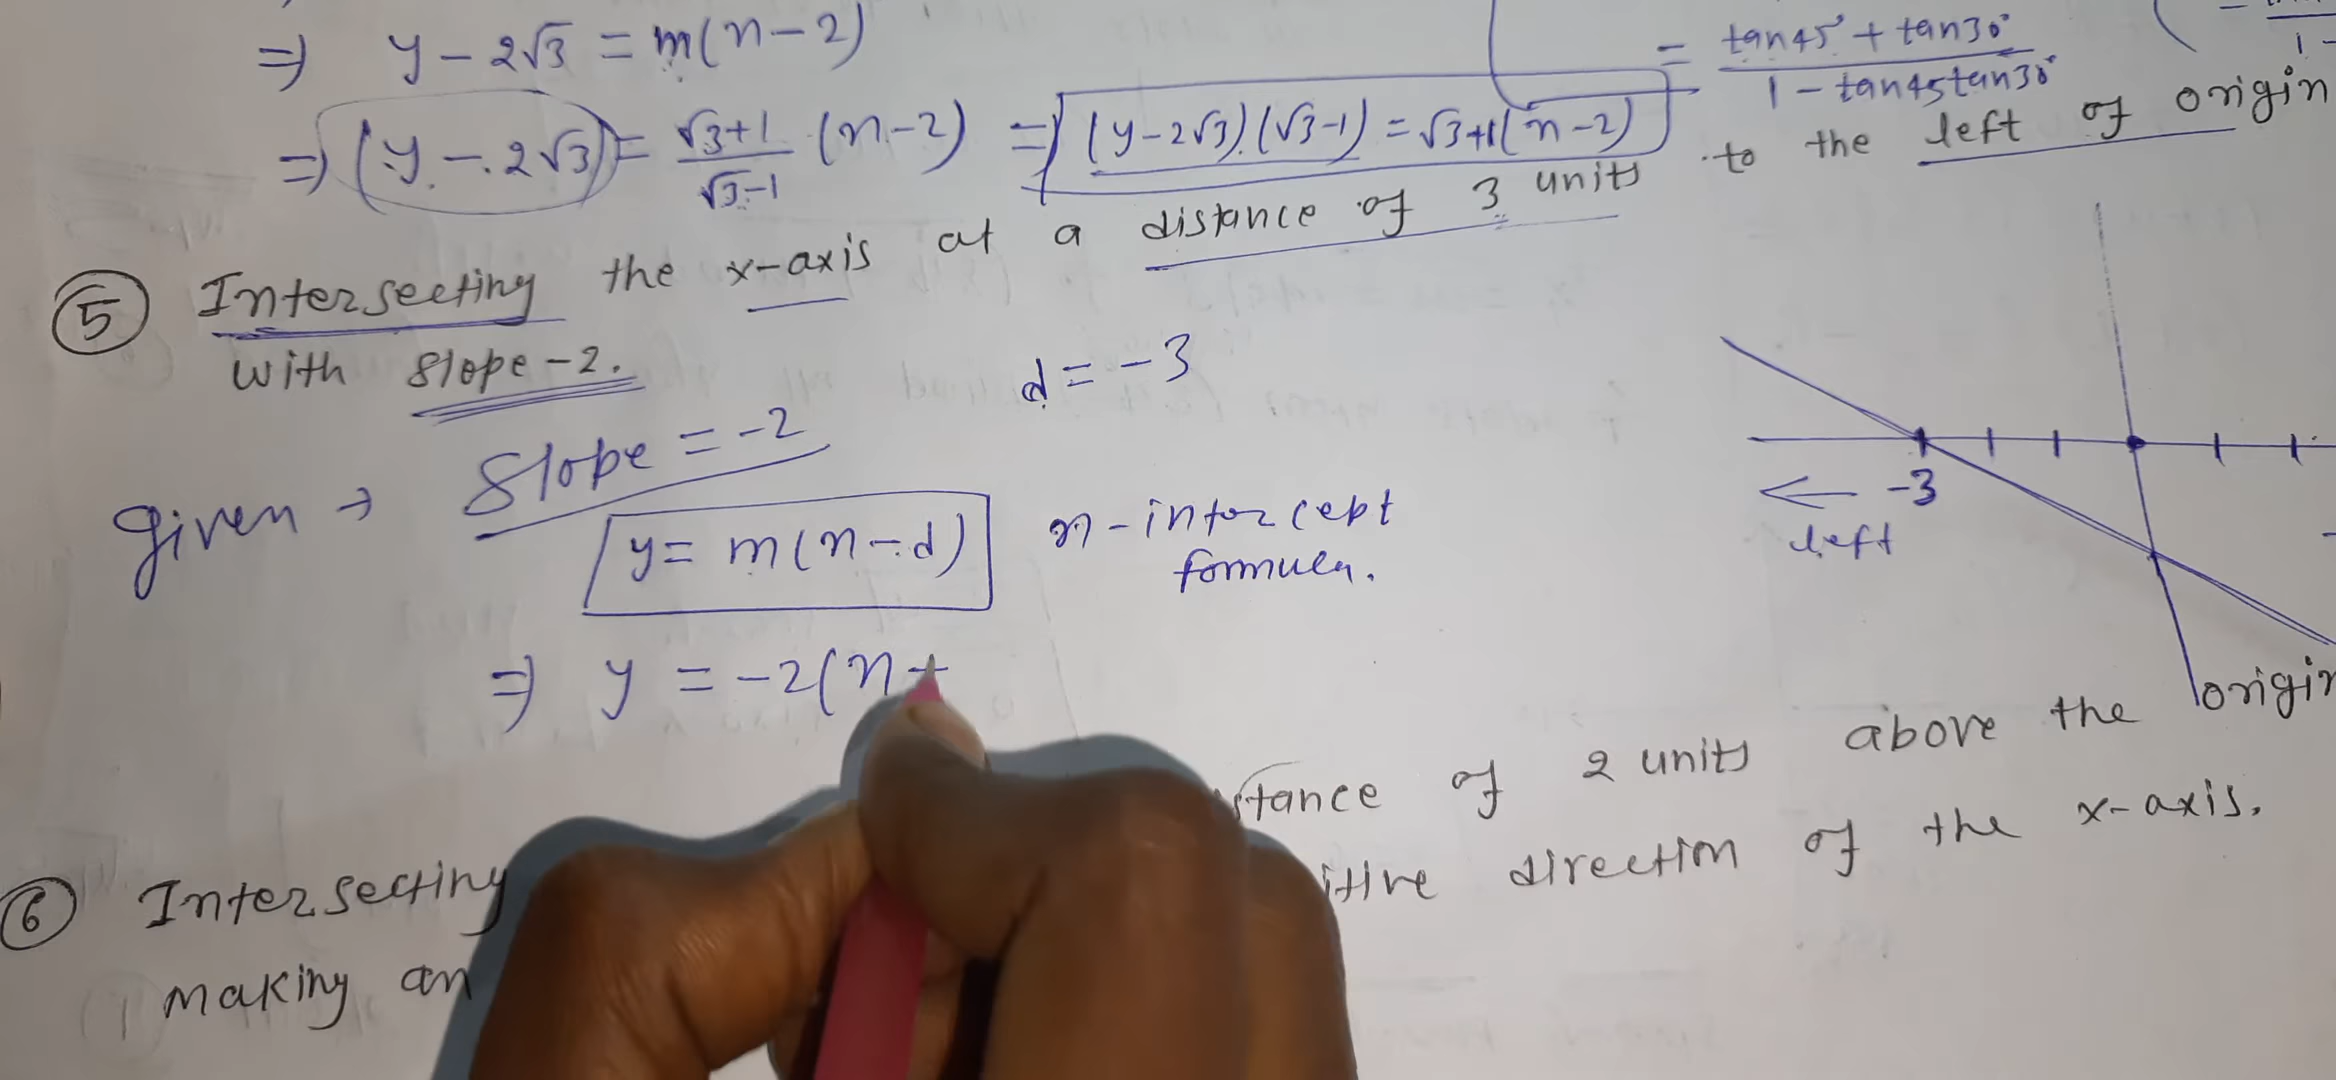 ⇒ y - 2√3 = m(n-2)
= tan45° + tan30° / 1 - tan45 tan30°
⇒ (y - 2√3) = √3+1 / √3-1 (n-2) ⇒ (y-2√3)(√3-1) = √3+1(n-2)
⑤ Intersecting the x-axis at a distance of 3 units to the left of origin
with slope -2.
d = -3
given → slope = -2
y = m(n-d) n-intercept
formula.
-3
left
⇒ y = -2(n+
⑥ Intersecting stance of 2 units above the origin
making an itive direction of the x-axis.